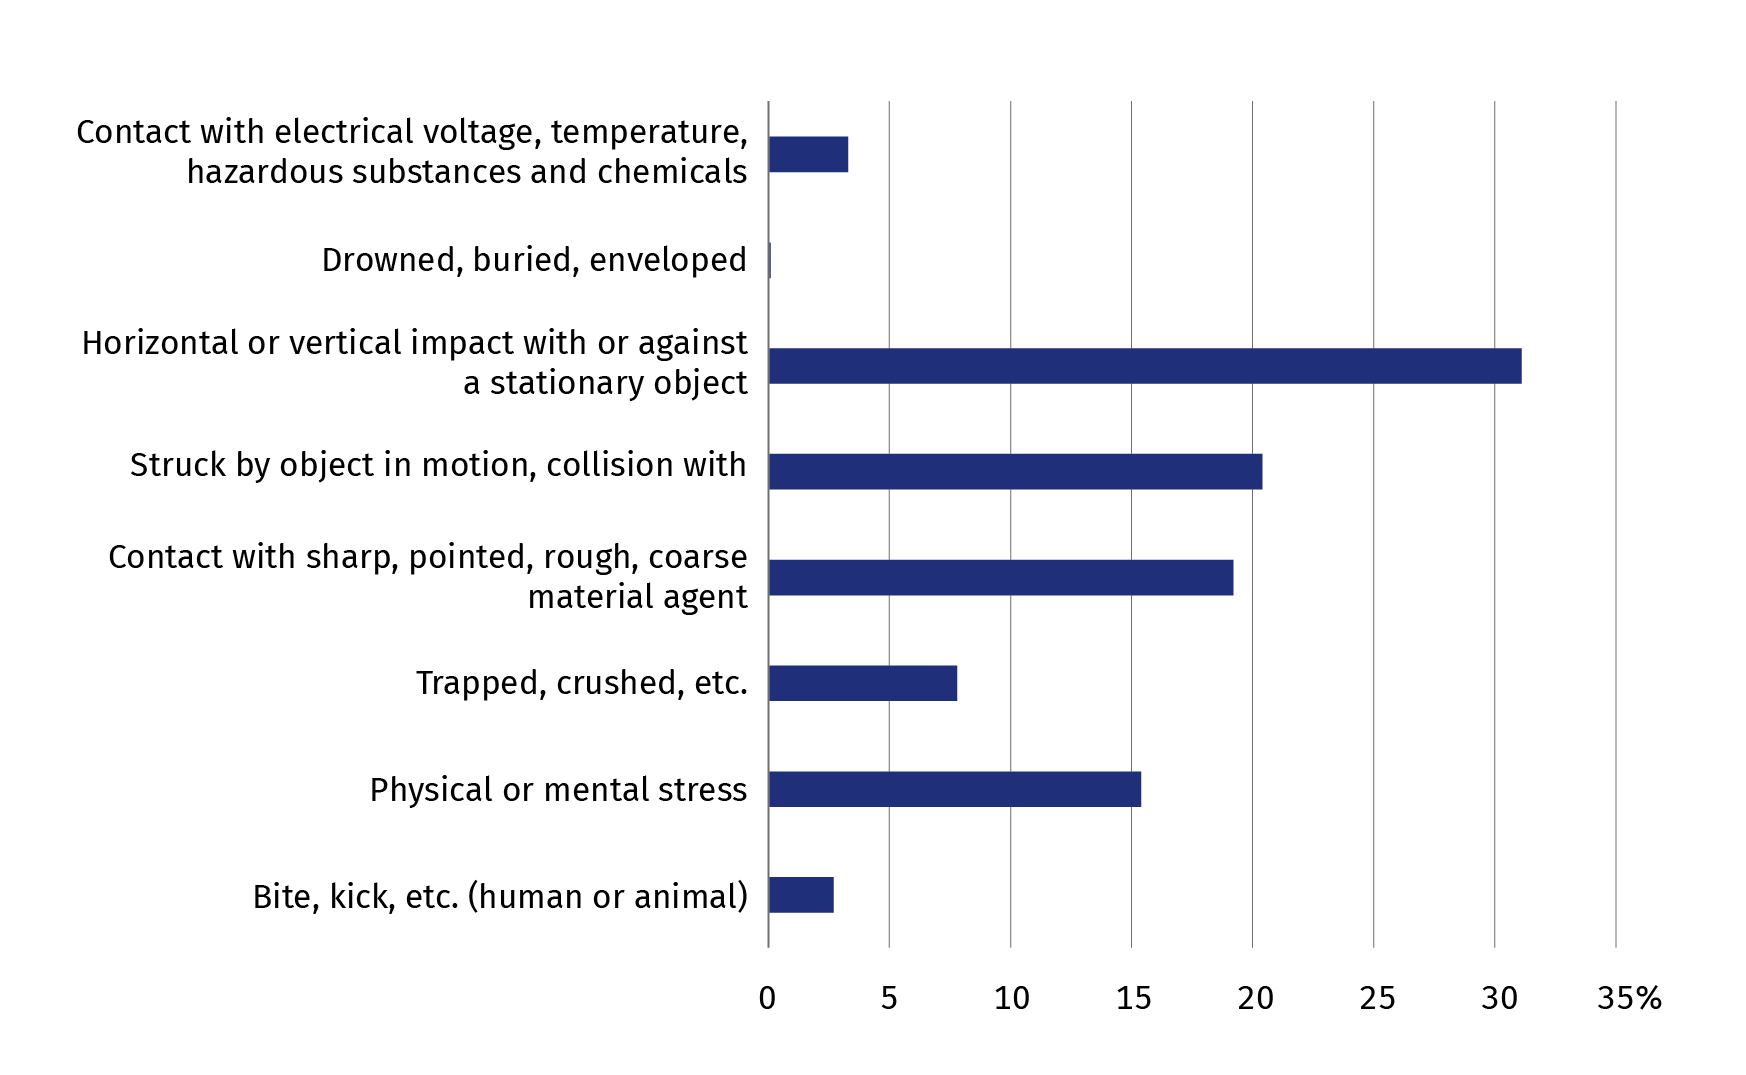 Contact with electrical voltage, temperature,
hazardous substances and chemicals
Drowned, buried, enveloped
Horizontal or vertical impact with or against
a stationary object
Struck by object in motion, collision with
Contact with sharp, pointed, rough, coarse
material agent
Trapped, crushed, etc.
Physical or mental stress
Bite, kick, etc. (human or animal)
0 5 10 15 20 25 30 35%